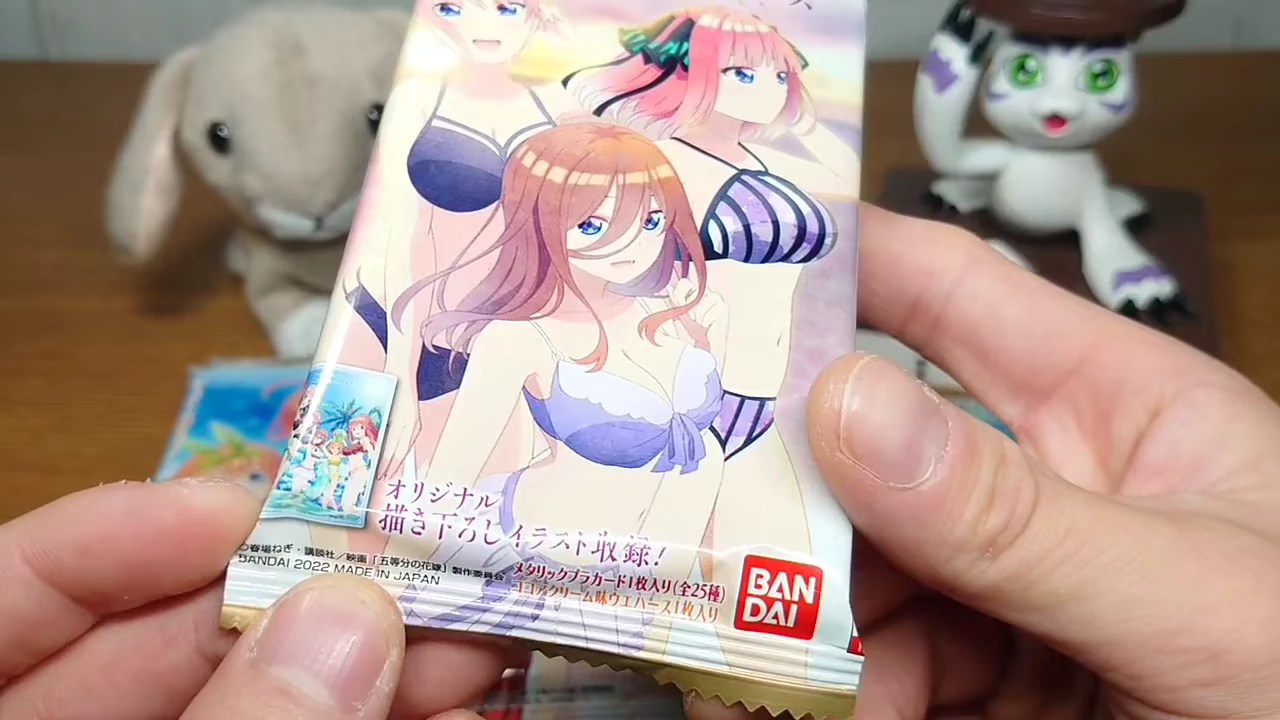 オリジナル
描き下ろしイラスト収録!
©春場ねぎ・講談社／映画「五等分の花嫁」製作委員会
BANDAI 2022 MADE IN JAPAN
メタリックプラカード1枚入り(全25種)
ココアクリーム味ウエハース1枚入り
BAN
DAI